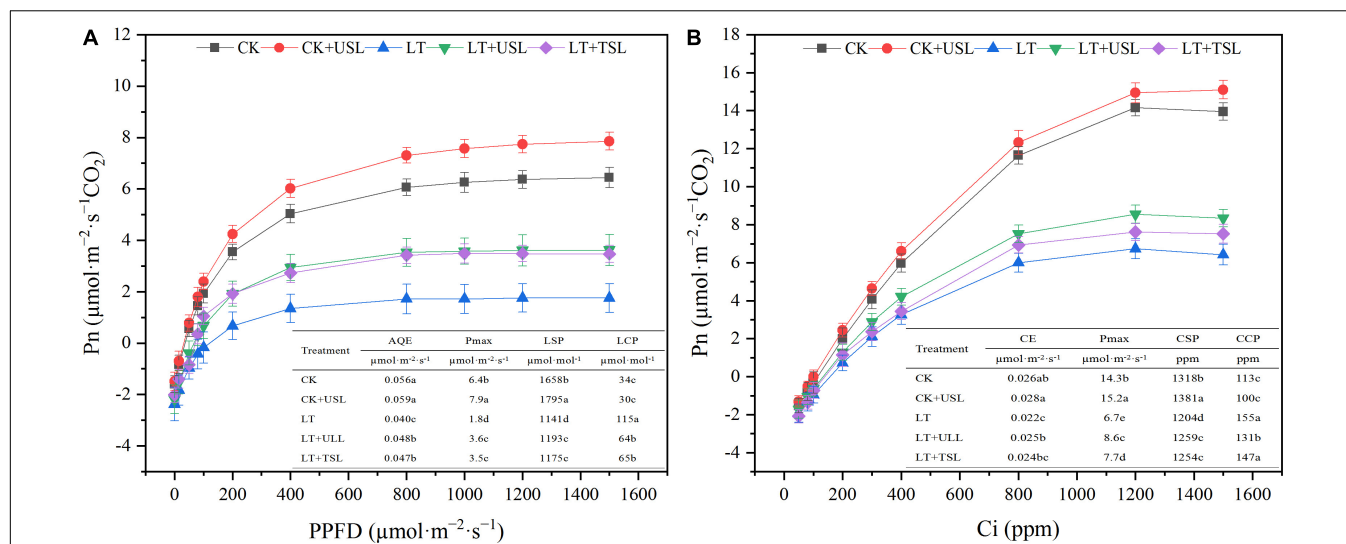 A
CK CK+USL LT LT+USL LT+TSL
12
10
8
6
4
2
0
-2
-4
Pn (µmol·m⁻²·s⁻¹CO₂)
Treatment AQE Pmax LSP LCP
µmol·m⁻²·s⁻¹ µmol·m⁻²·s⁻¹ µmol·mol⁻¹ µmol·mol⁻¹
CK 0.056a 6.4b 1658b 34c
CK+USL 0.059a 7.9a 1795a 30c
LT 0.040c 1.8d 1141d 115a
LT+ULL 0.048b 3.6c 1193c 64b
LT+TSL 0.047b 3.5c 1175c 65b
0 200 400 600 800 1000 1200 1400 1600
PPFD (µmol·m⁻²·s⁻¹)
B
CK CK+USL LT LT+USL LT+TSL
18
16
14
12
10
8
6
4
2
0
-2
-4
Pn (µmol·m⁻²·s⁻¹CO₂)
Treatment CE Pmax CSP CCP
µmol·m⁻²·s⁻¹ µmol·m⁻²·s⁻¹ ppm ppm
CK 0.026ab 14.3b 1318b 113c
CK+USL 0.028a 15.2a 1381a 100c
LT 0.022c 6.7e 1204d 155a
LT+ULL 0.025b 8.6c 1259c 131b
LT+TSL 0.024bc 7.7d 1254c 147a
0 200 400 600 800 1000 1200 1400 1600
Ci (ppm)